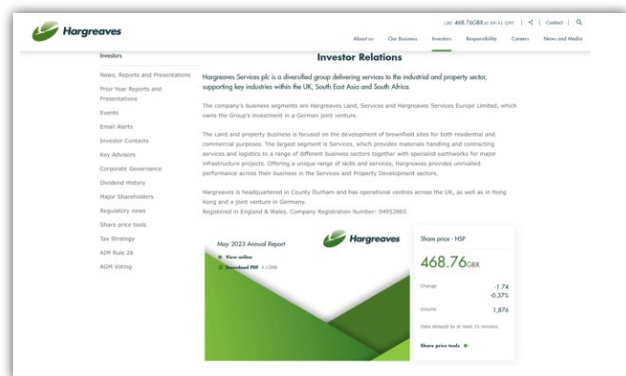 Hargreaves
LSE 468.76GBX at 09:41 GMT
Contact
About us Our Business Investors Responsibility Careers News and Media
Investors
News, Reports and Presentations
Prior Year Reports and
Presentations
Events
Email Alerts
Investor Contacts
Key Advisors
Corporate Governance
Dividend History
Major Shareholders
Regulatory news
Share price tools
Tax Strategy
AIM Rule 26
AGM Voting
Investor Relations
Hargreaves Services plc is a diversified group delivering services to the industrial and property sector,
supporting key industries within the UK, South East Asia and South Africa.
The company's business segments are Hargreaves Land, Services and Hargreaves Services Europe Limited, which
owns the Group's investment in a German joint venture.
The Land and property business is focused on the development of brownfield sites for both residential and
commercial purposes. The largest segment is Services, which provides materials handling and contracting
services and logistics to a range of different business sectors together with specialist earthworks for major
infrastructure projects. Offering a unique range of skills and services, Hargreaves provides unrivalled
performance across their business in the Services and Property Development sectors.
Hargreaves is headquartered in County Durham and has operational centres across the UK, as well as in Hong
Kong and a joint venture in Germany.
Registered in England & Wales. Company Registration Number: 04952865
May 2023 Annual Report
View online
Download PDF 4.13MB
Hargreaves
Share price - HSP
468.76GBX
Change -1.74
-0.37%
Volume 1,876
Data delayed by at least 15 minutes
Share price tools